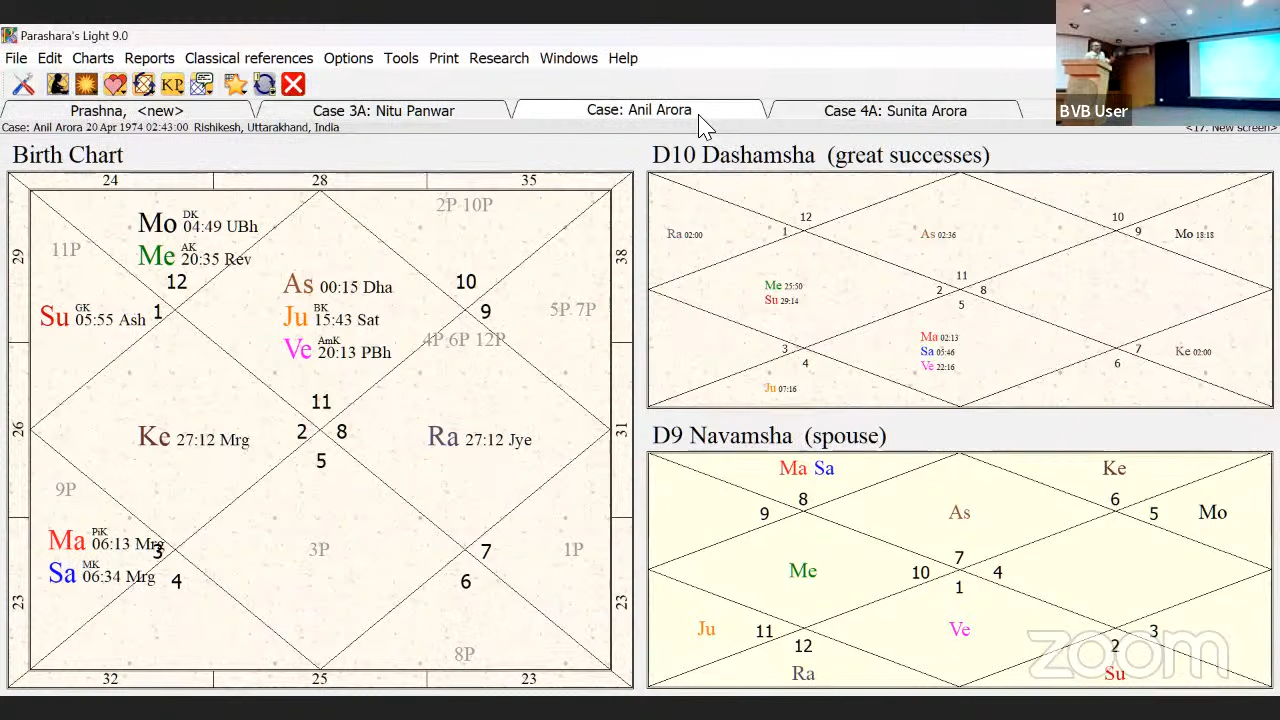 Parashara's Light 9.0
File Edit Charts Reports Classical references Options Tools Print Research Windows Help
KP
Prashna, <new> Case 3A: Nitu Panwar Case: Anil Arora Case 4A: Sunita Arora
BVB User
Case: Anil Arora 20 Apr 1974 02:43:00 Rishikesh, Uttarakhand, India <17: New screen>
Birth Chart
24 28 35
2P 10P
Mo DK 04:49 UBh
11P
Me AK 20:35 Rev
29 38
12 As 00:15 Dha 10
Su GK 05:55 Ash 1 Ju BK 15:43 Sat 9 5P 7P
4P 6P 12P
Ve AmK 20:13 PBh
11
26 Ke 27:12 Mrg 2 8 Ra 27:12 Jye 31
5
9P
Ma PiK 06:13 Mrg 3 3P 7 1P
Sa MK 06:34 Mrg 4 6
23 23
8P
32 25 23
D10 Dashamsha (great successes)
12 10
Ra 02:00 1 As 02:36 9 Mo 18:18
11
Me 25:50 2 8
Su 29:14 5
Ma 02:13
3 Sa 05:46 7 Ke 02:00
4 Ve 22:16 6
Ju 07:16
D9 Navamsha (spouse)
Ma Sa Ke
8 6
9 As 5 Mo
7
Me 10 4
1
Ju 11 Ve 3
12 2
Ra Su
zoom